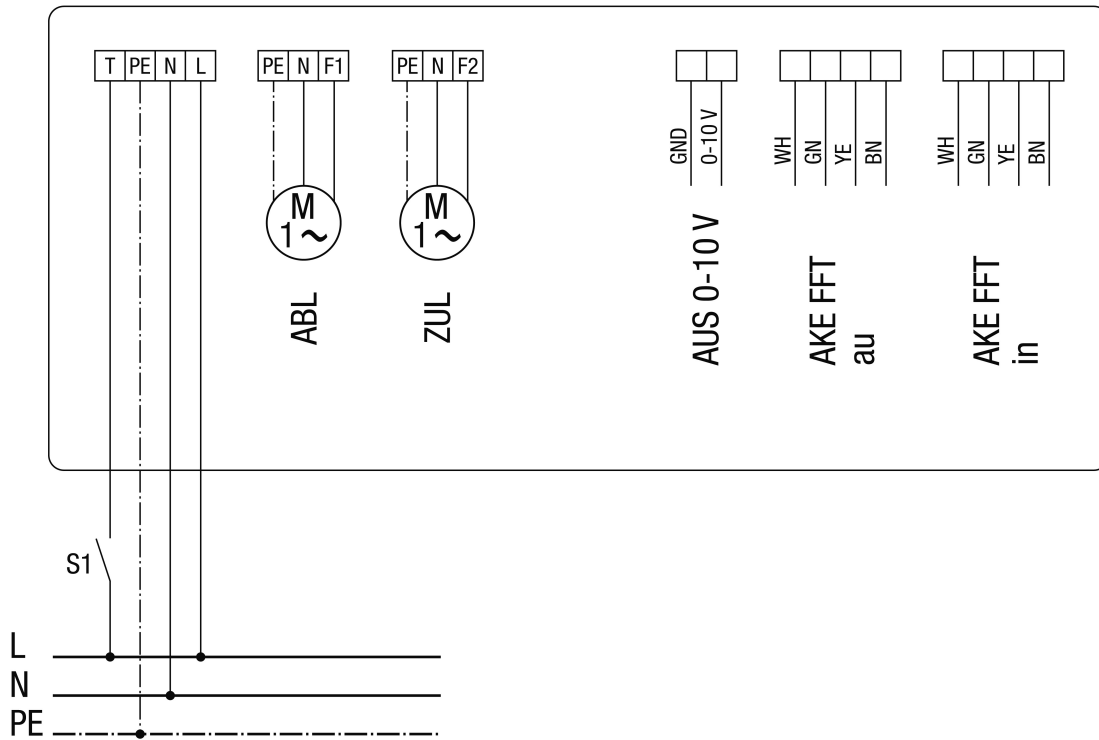 T PE N L
PE N F1
PE N F2
GND
0-10 V
WH
GN
YE
BN
WH
GN
YE
BN
M
1~
M
1~
ABL
ZUL
AUS 0-10 V
AKE FFT
au
AKE FFT
in
S1
L
N
PE